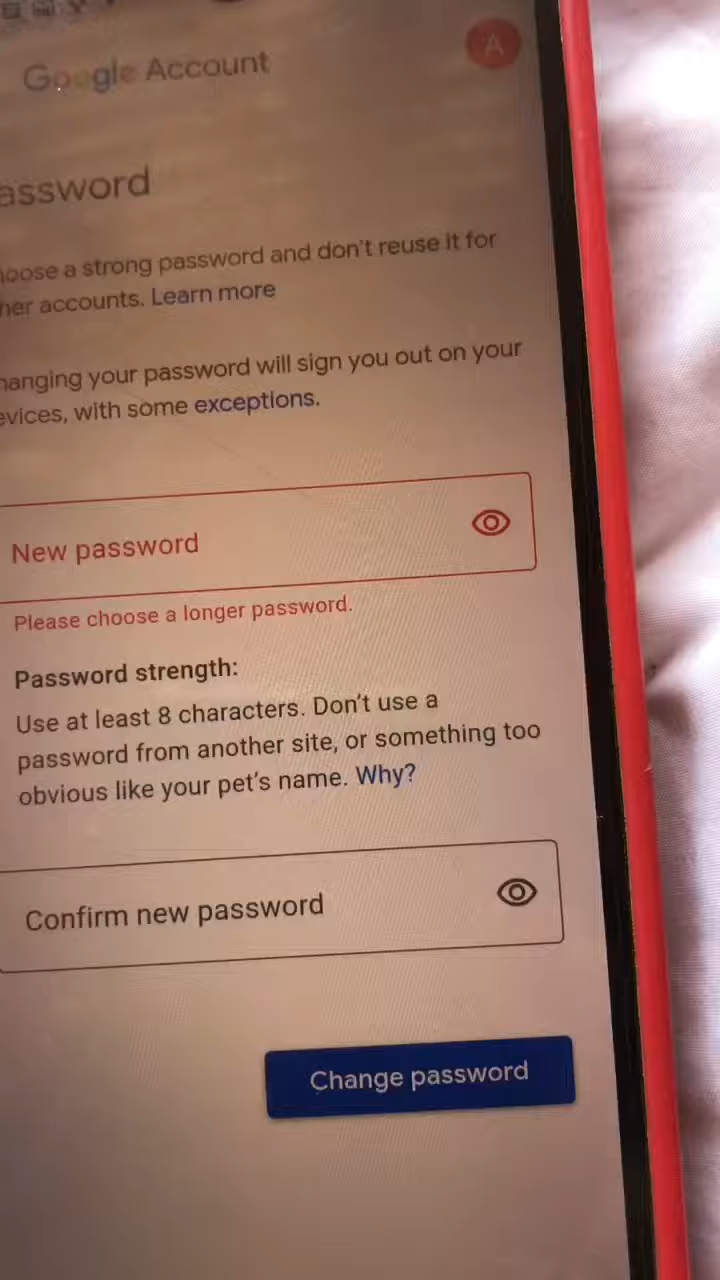 Google Account
A
assword
hoose a strong password and don't reuse it for
her accounts. Learn more
hanging your password will sign you out on your
evices, with some exceptions.
New password
Please choose a longer password.
Password strength:
Use at least 8 characters. Don't use a
password from another site, or something too
obvious like your pet's name. Why?
Confirm new password
Change password